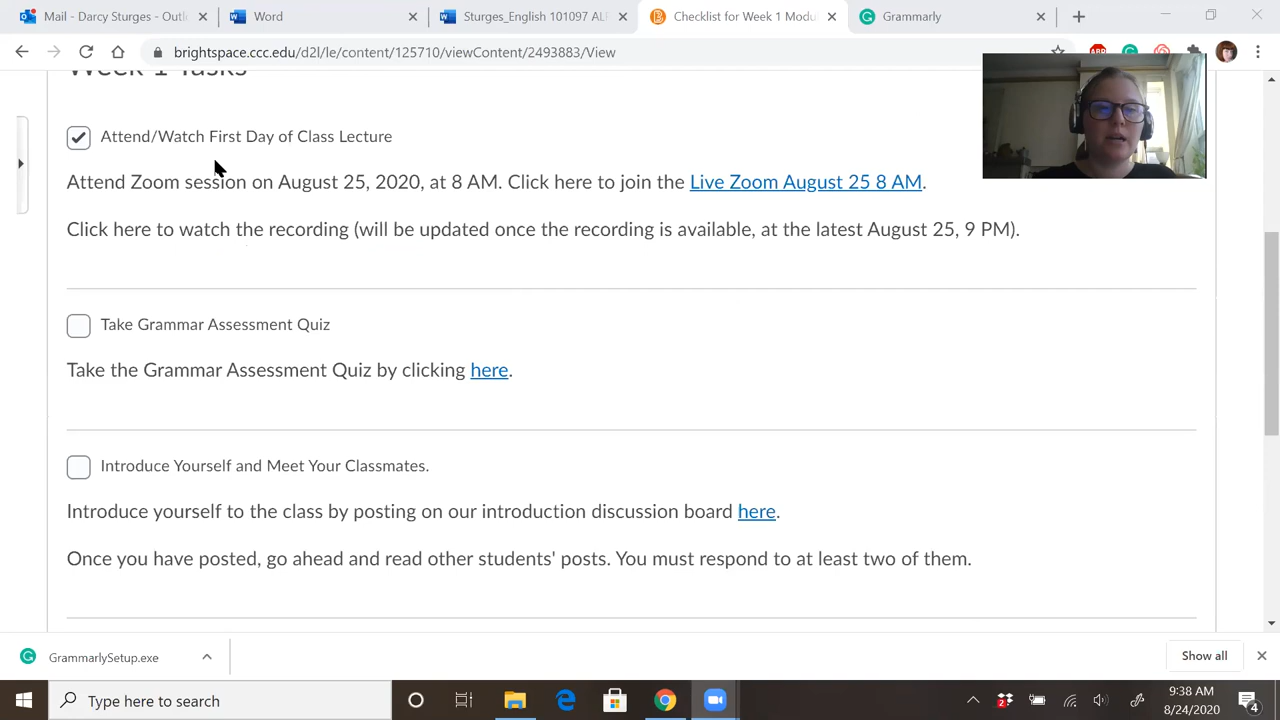 Mail - Darcy Sturges - Outl
Word
Sturges_English 101097 AL
Checklist for Week 1 Modu
Grammarly
brightspace.ccc.edu/d2l/le/content/125710/viewContent/2493883/View
ABP
Week 1 Tasks
Attend/Watch First Day of Class Lecture
Attend Zoom session on August 25, 2020, at 8 AM. Click here to join the Live Zoom August 25 8 AM.
Click here to watch the recording (will be updated once the recording is available, at the latest August 25, 9 PM).
Take Grammar Assessment Quiz
Take the Grammar Assessment Quiz by clicking here.
Introduce Yourself and Meet Your Classmates.
Introduce yourself to the class by posting on our introduction discussion board here.
Once you have posted, go ahead and read other students' posts. You must respond to at least two of them.
GrammarlySetup.exe
Show all
Type here to search
2
9:38 AM
8/24/2020
4